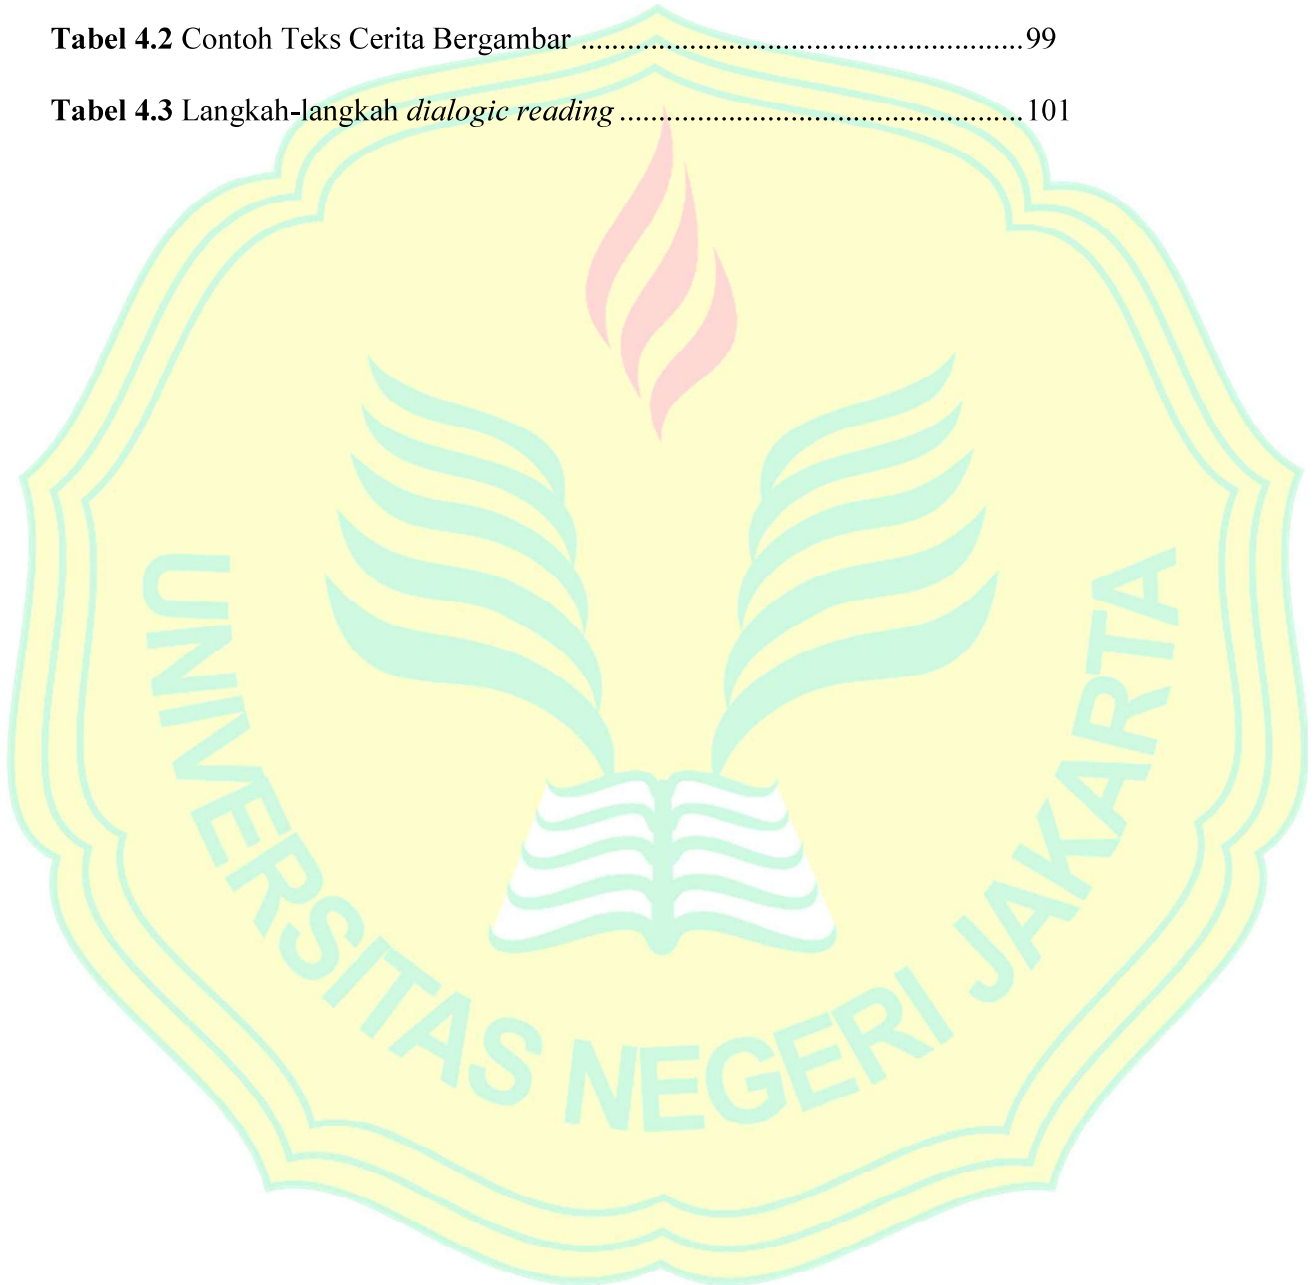 Tabel 4.2 Contoh Teks Cerita Bergambar ........................................................99
Tabel 4.3 Langkah-langkah dialogic reading ...................................................101
UNIVERSITAS NEGERI JAKARTA